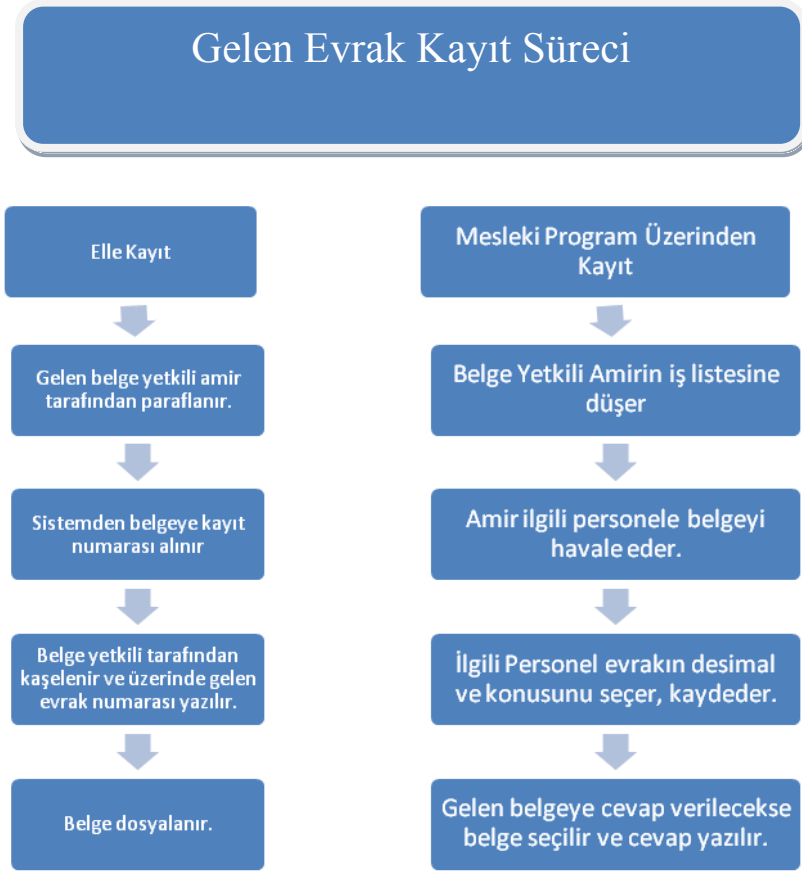 Gelen Evrak Kayıt Süreci
Elle Kayıt
Gelen belge yetkili amir
tarafından paraflanır.
Sistemden belgeye kayıt
numarası alınır
Belge yetkili tarafından
kaşelenir ve üzerinde gelen
evrak numarası yazılır.
Belge dosyalanır.
Mesleki Program Üzerinden
Kayıt
Belge Yetkili Amirin iş listesine
düşer
Amir ilgili personele belgeyi
havale eder.
İlgili Personel evrakın desimal
ve konusunu seçer, kaydeder.
Gelen belgeye cevap verilecekse
belge seçilir ve cevap yazılır.